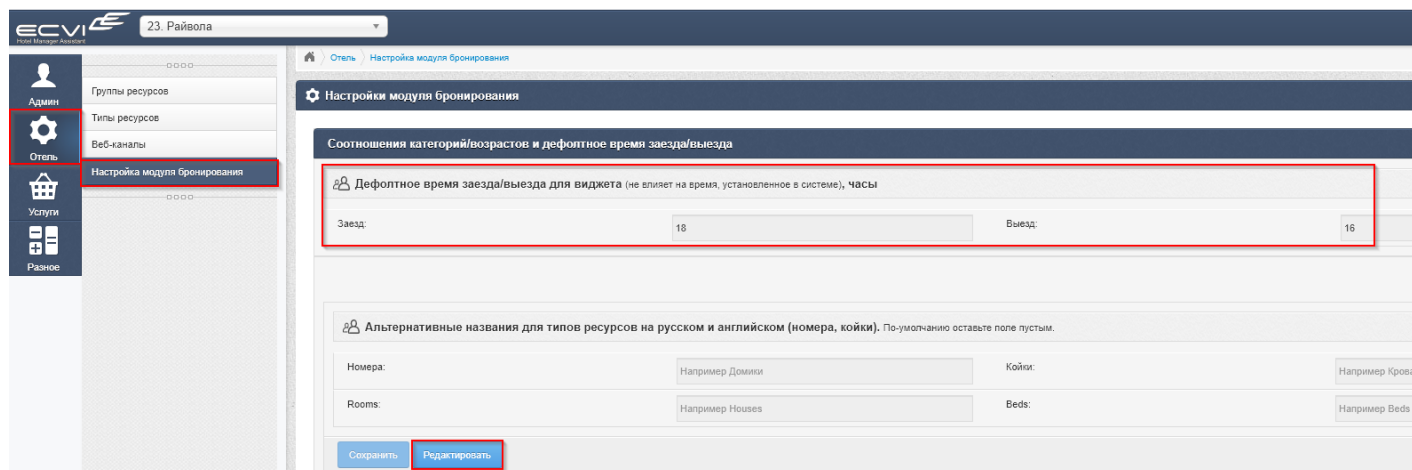 ECVI
Hotel Manager Assistant
23. Райвола
Админ
Отель
Услуги
Разное
Группы ресурсов
Типы ресурсов
Веб-каналы
Настройка модуля бронирования
Отель
Настройка модуля бронирования
Настройки модуля бронирования
Соотношения категорий/возрастов и дефолтное время заезда/выезда
Дефолтное время заезда/выезда для виджета (не влияет на время, установленное в системе), часы
Заезд: 18 Выезд: 16
Альтернативные названия для типов ресурсов на русском и английском (номера, койки). По-умолчанию оставьте поле пустым.
Номера: Например Домики Койки: Например Крова
Rooms: Например Houses Beds: Например Beds
Сохранить Редактировать